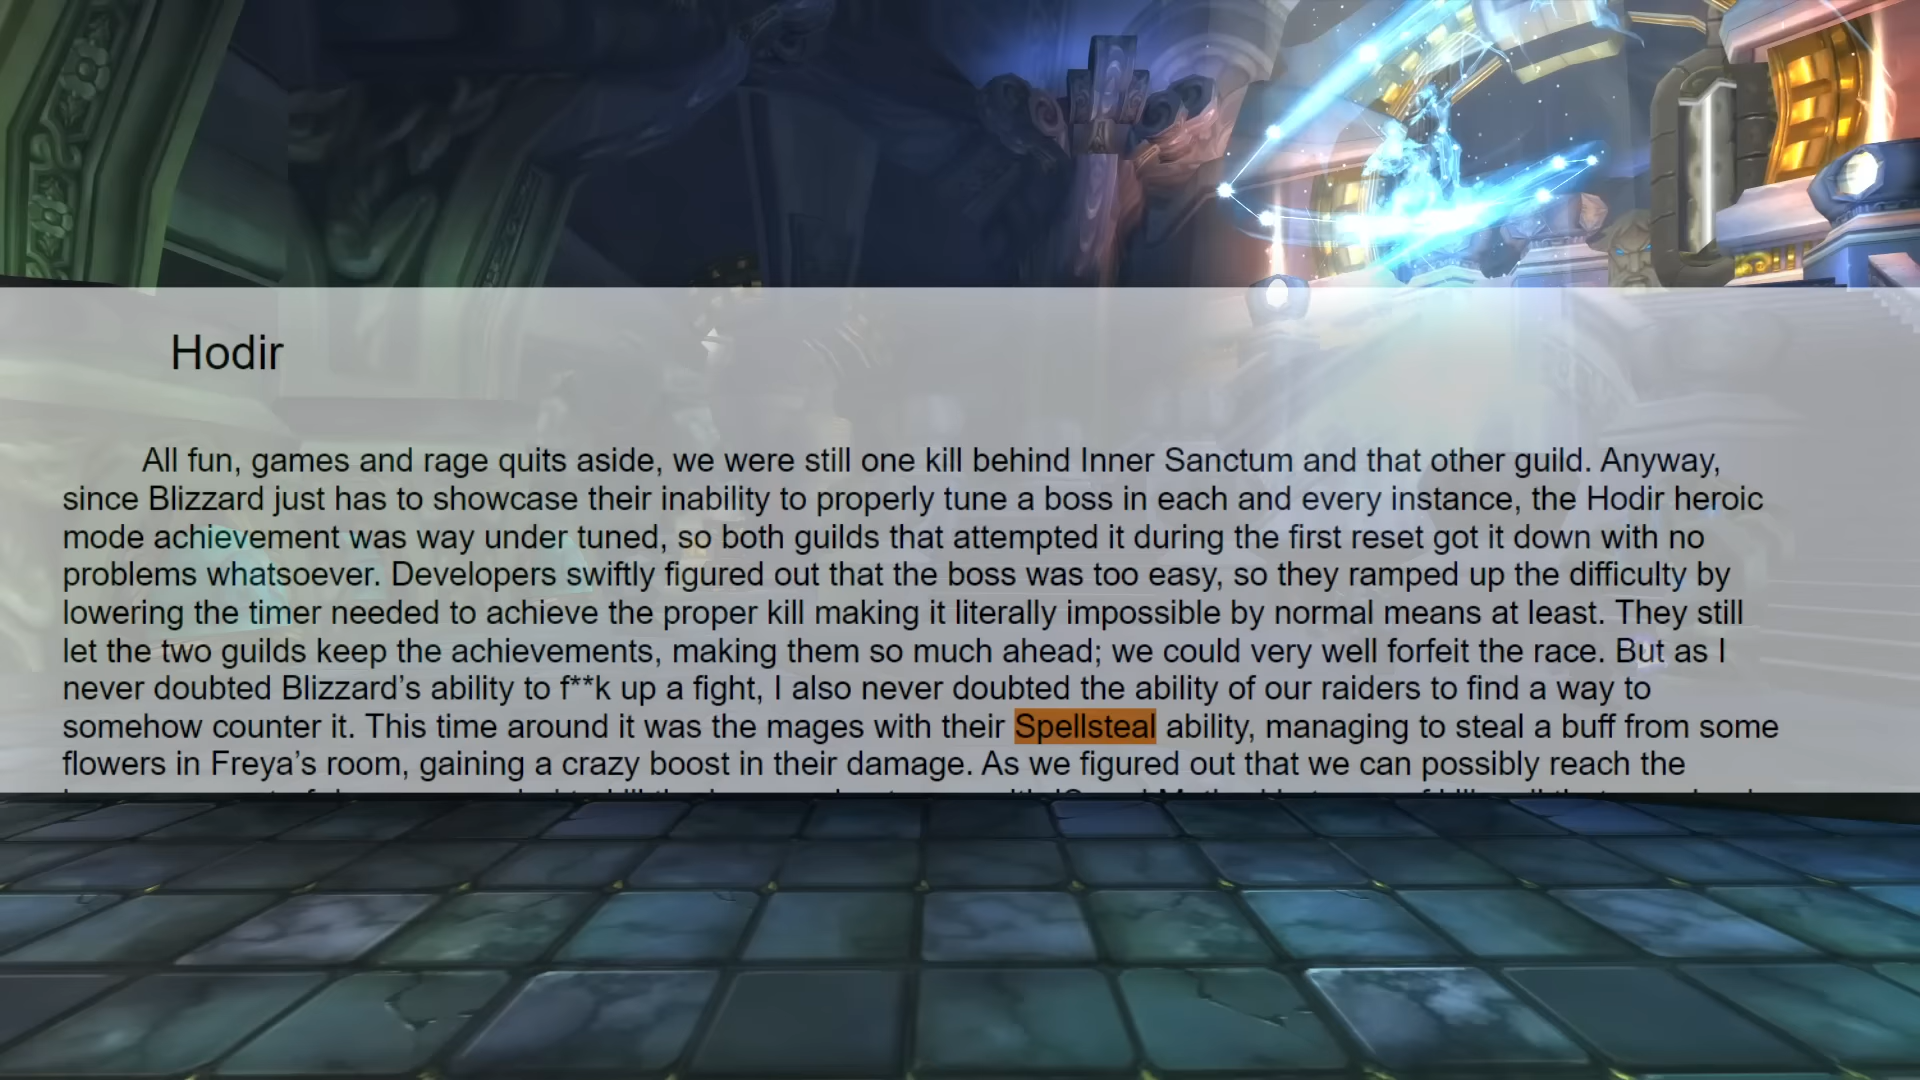 Hodir
All fun, games and rage quits aside, we were still one kill behind Inner Sanctum and that other guild. Anyway,
since Blizzard just has to showcase their inability to properly tune a boss in each and every instance, the Hodir heroic
mode achievement was way under tuned, so both guilds that attempted it during the first reset got it down with no
problems whatsoever. Developers swiftly figured out that the boss was too easy, so they ramped up the difficulty by
lowering the timer needed to achieve the proper kill making it literally impossible by normal means at least. They still
let the two guilds keep the achievements, making them so much ahead; we could very well forfeit the race. But as I
never doubted Blizzard’s ability to f**k up a fight, I also never doubted the ability of our raiders to find a way to
somehow counter it. This time around it was the mages with their Spellsteal ability, managing to steal a buff from some
flowers in Freya’s room, gaining a crazy boost in their damage. As we figured out that we can possibly reach the